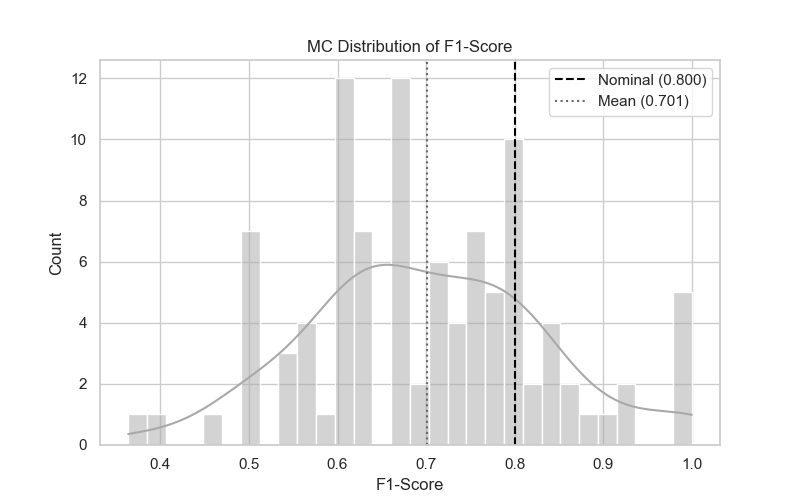 MC Distribution of F1-Score
Nominal (0.800)
Mean (0.701)
12
10
8
6
4
2
0
Count
0.4 0.5 0.6 0.7 0.8 0.9 1.0
F1-Score